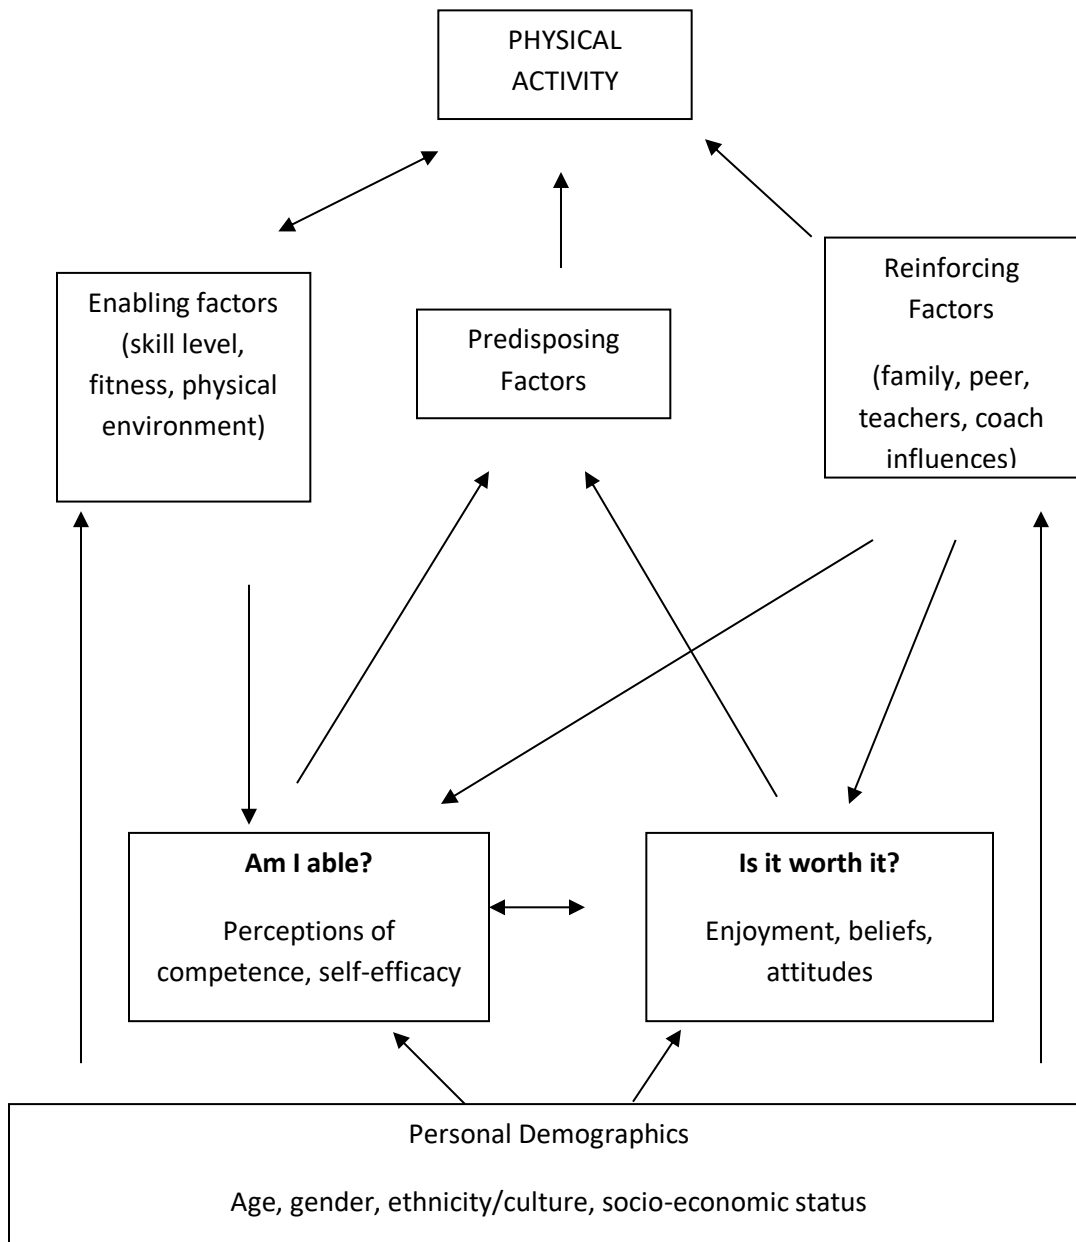 PHYSICAL
ACTIVITY
Enabling factors
(skill level,
fitness, physical
environment)
Predisposing
Factors
Reinforcing
Factors
(family, peer,
teachers, coach
influences)
Am I able?
Perceptions of
competence, self-efficacy
Is it worth it?
Enjoyment, beliefs,
attitudes
Personal Demographics
Age, gender, ethnicity/culture, socio-economic status